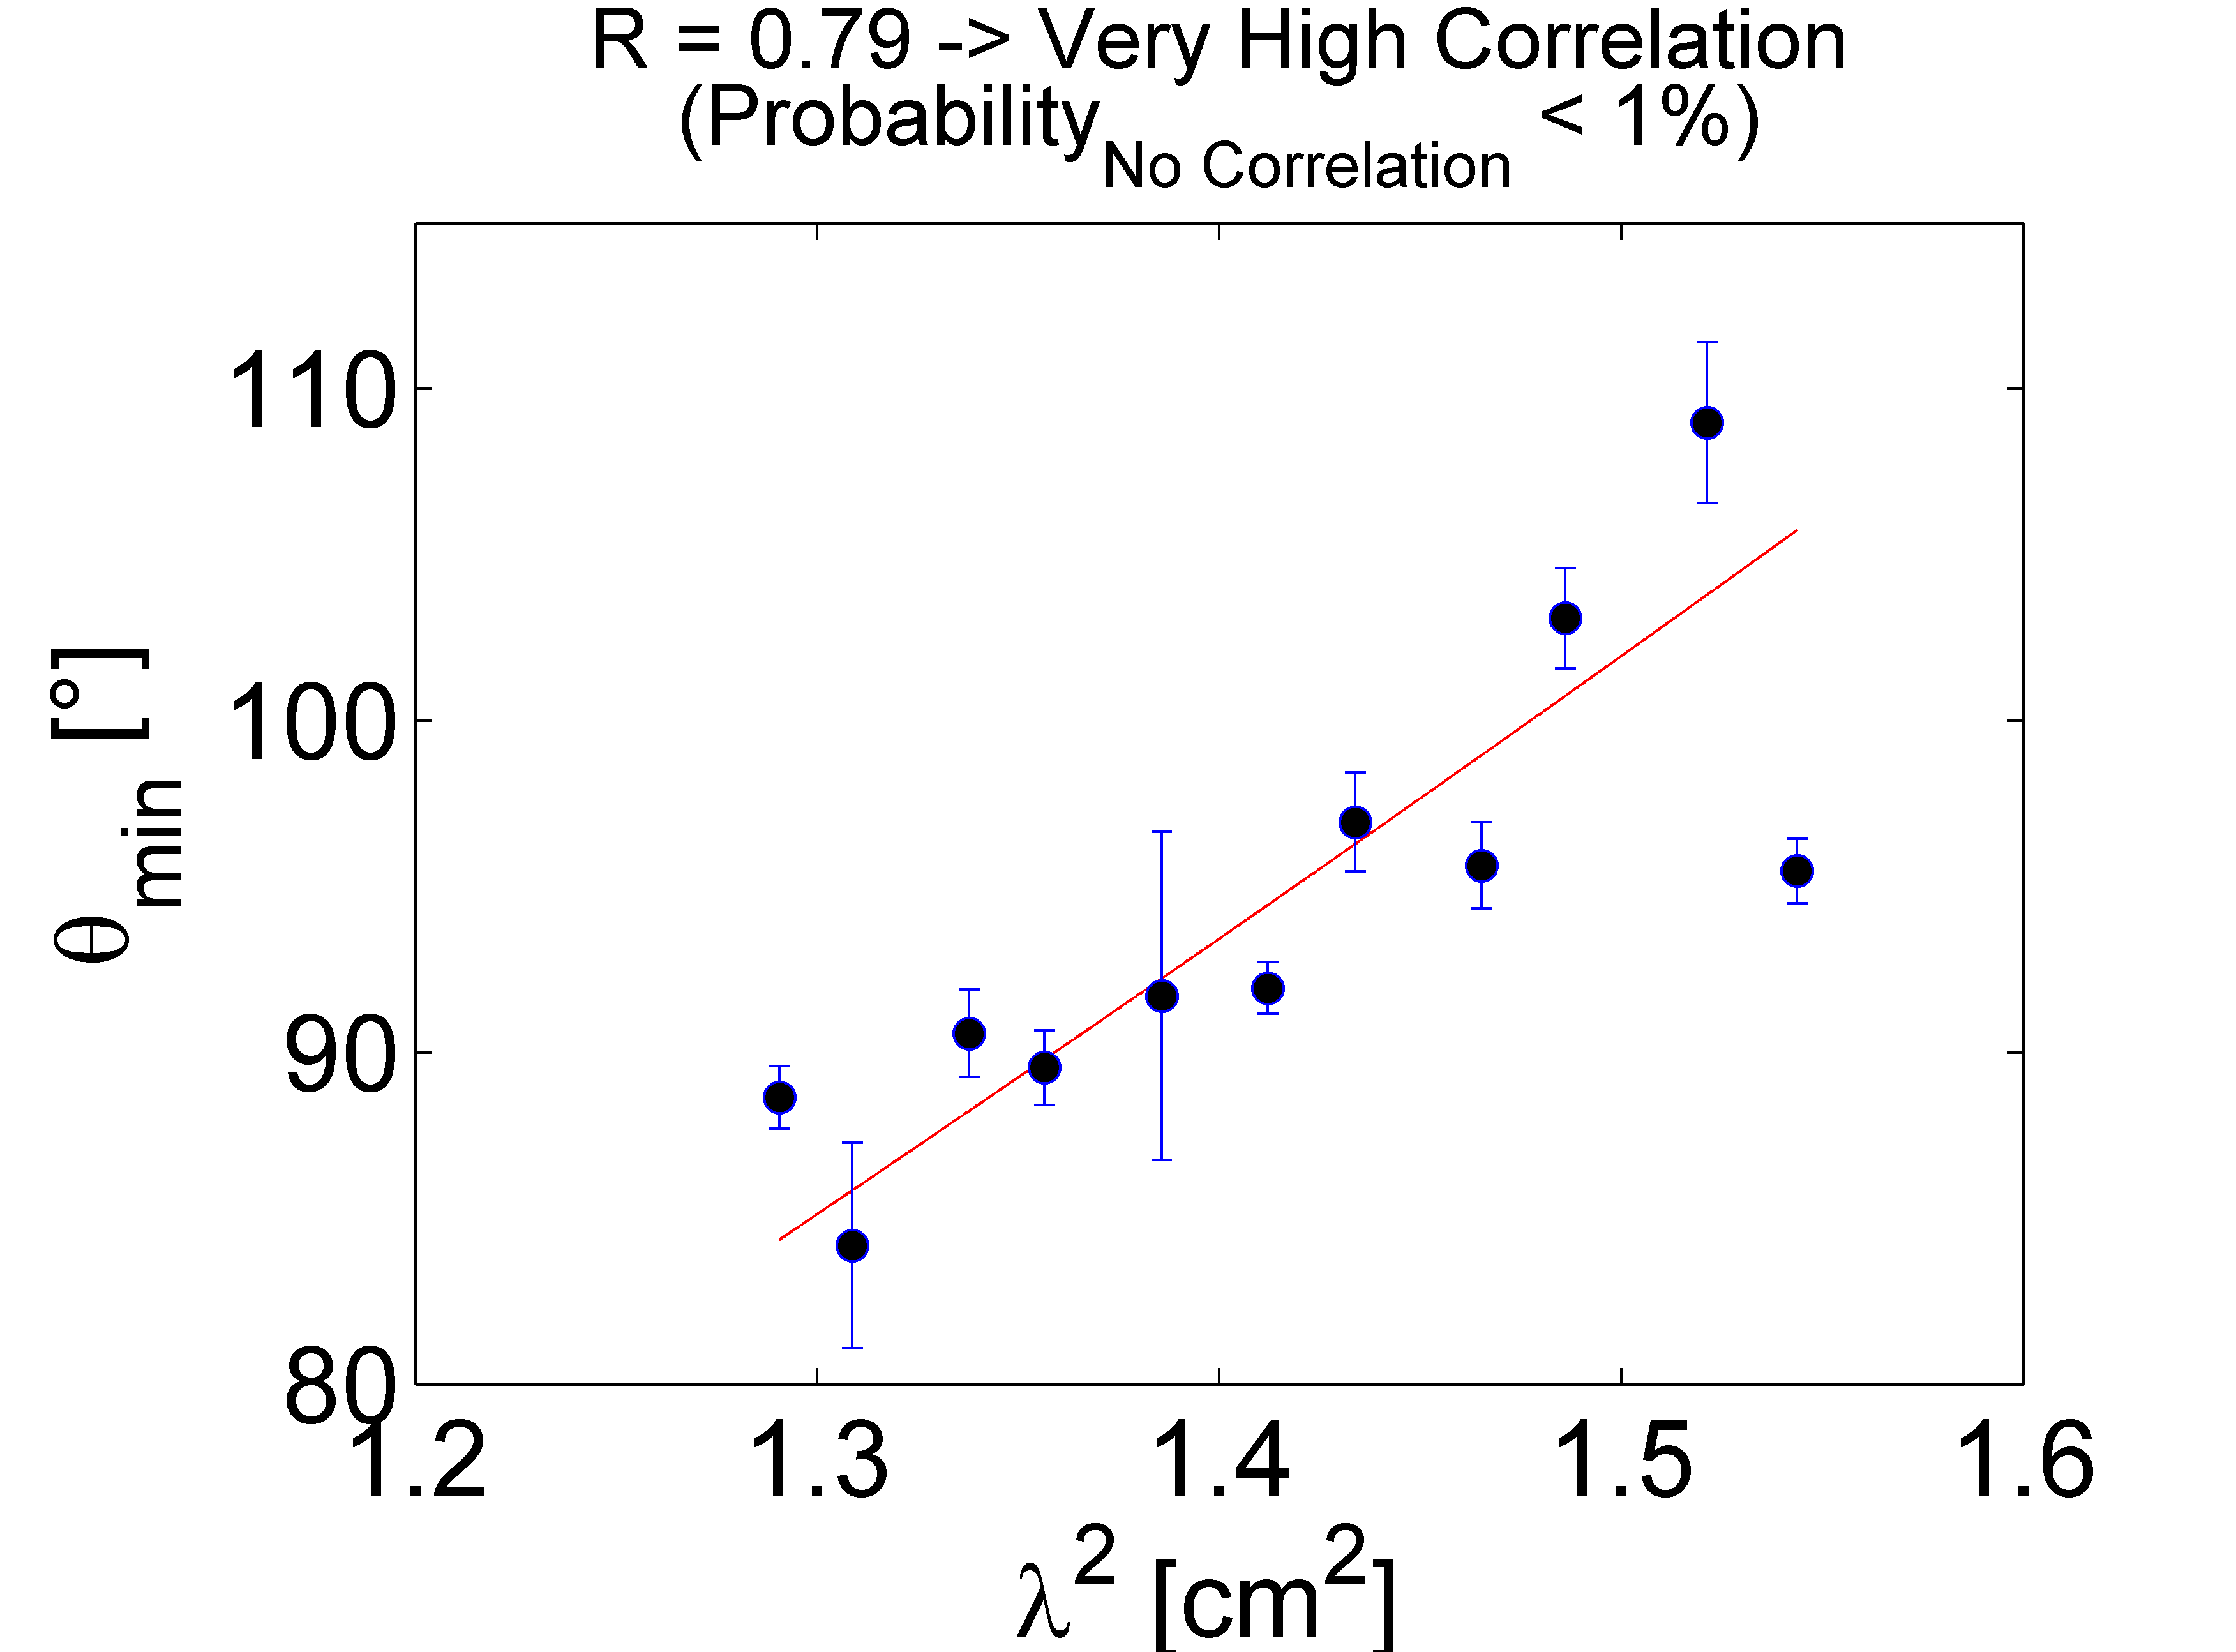 R = 0.79 -> Very High Correlation
(Probability No Correlation < 1%)
110
100
90
80
θmin [°]
1.2 1.3 1.4 1.5 1.6
λ² [cm²]